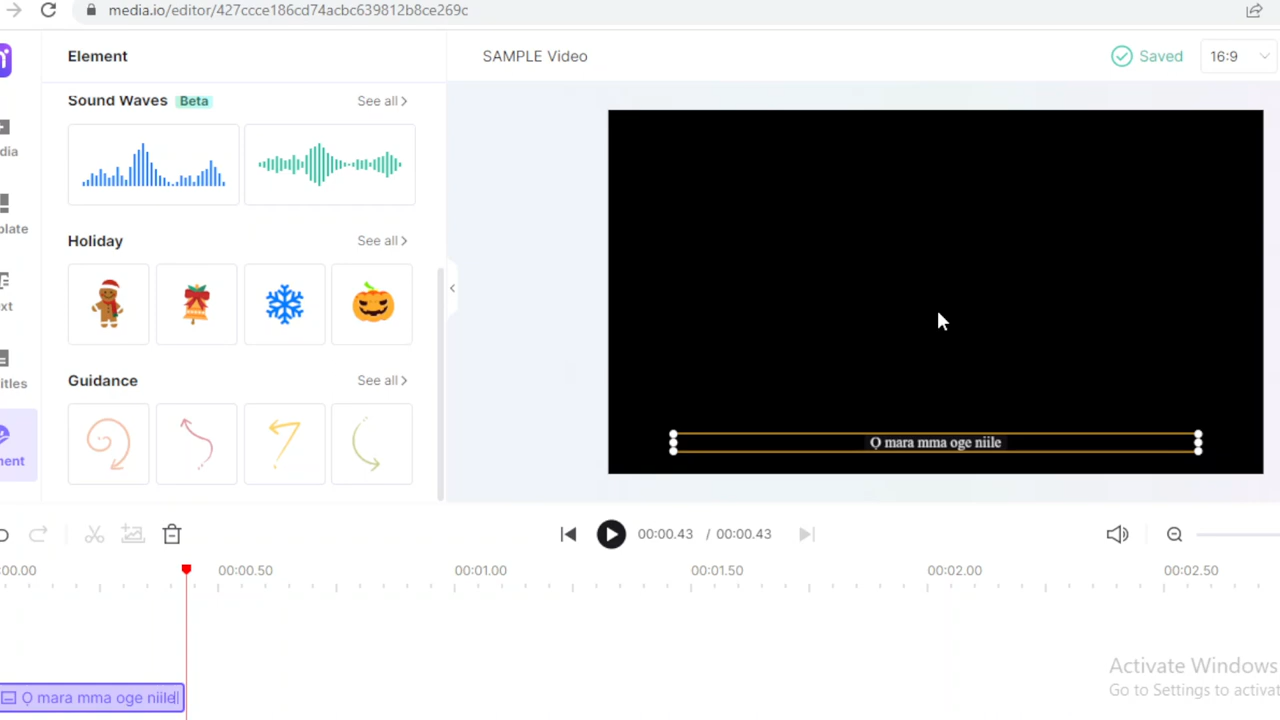 media.io/editor/427ccce186cd74acbc639812b8ce269c
Element
SAMPLE Video
Saved
16:9
Sound Waves Beta
See all >
Holiday
See all >
Guidance
See all >
dia
plate
xt
itles
ment
Ọ mara mma oge niile
00:00.43 / 00:00.43
:00.00
00:00.50
00:01.00
00:01.50
00:02.00
00:02.50
Ọ mara mma oge niile
Activate Windows
Go to Settings to activat